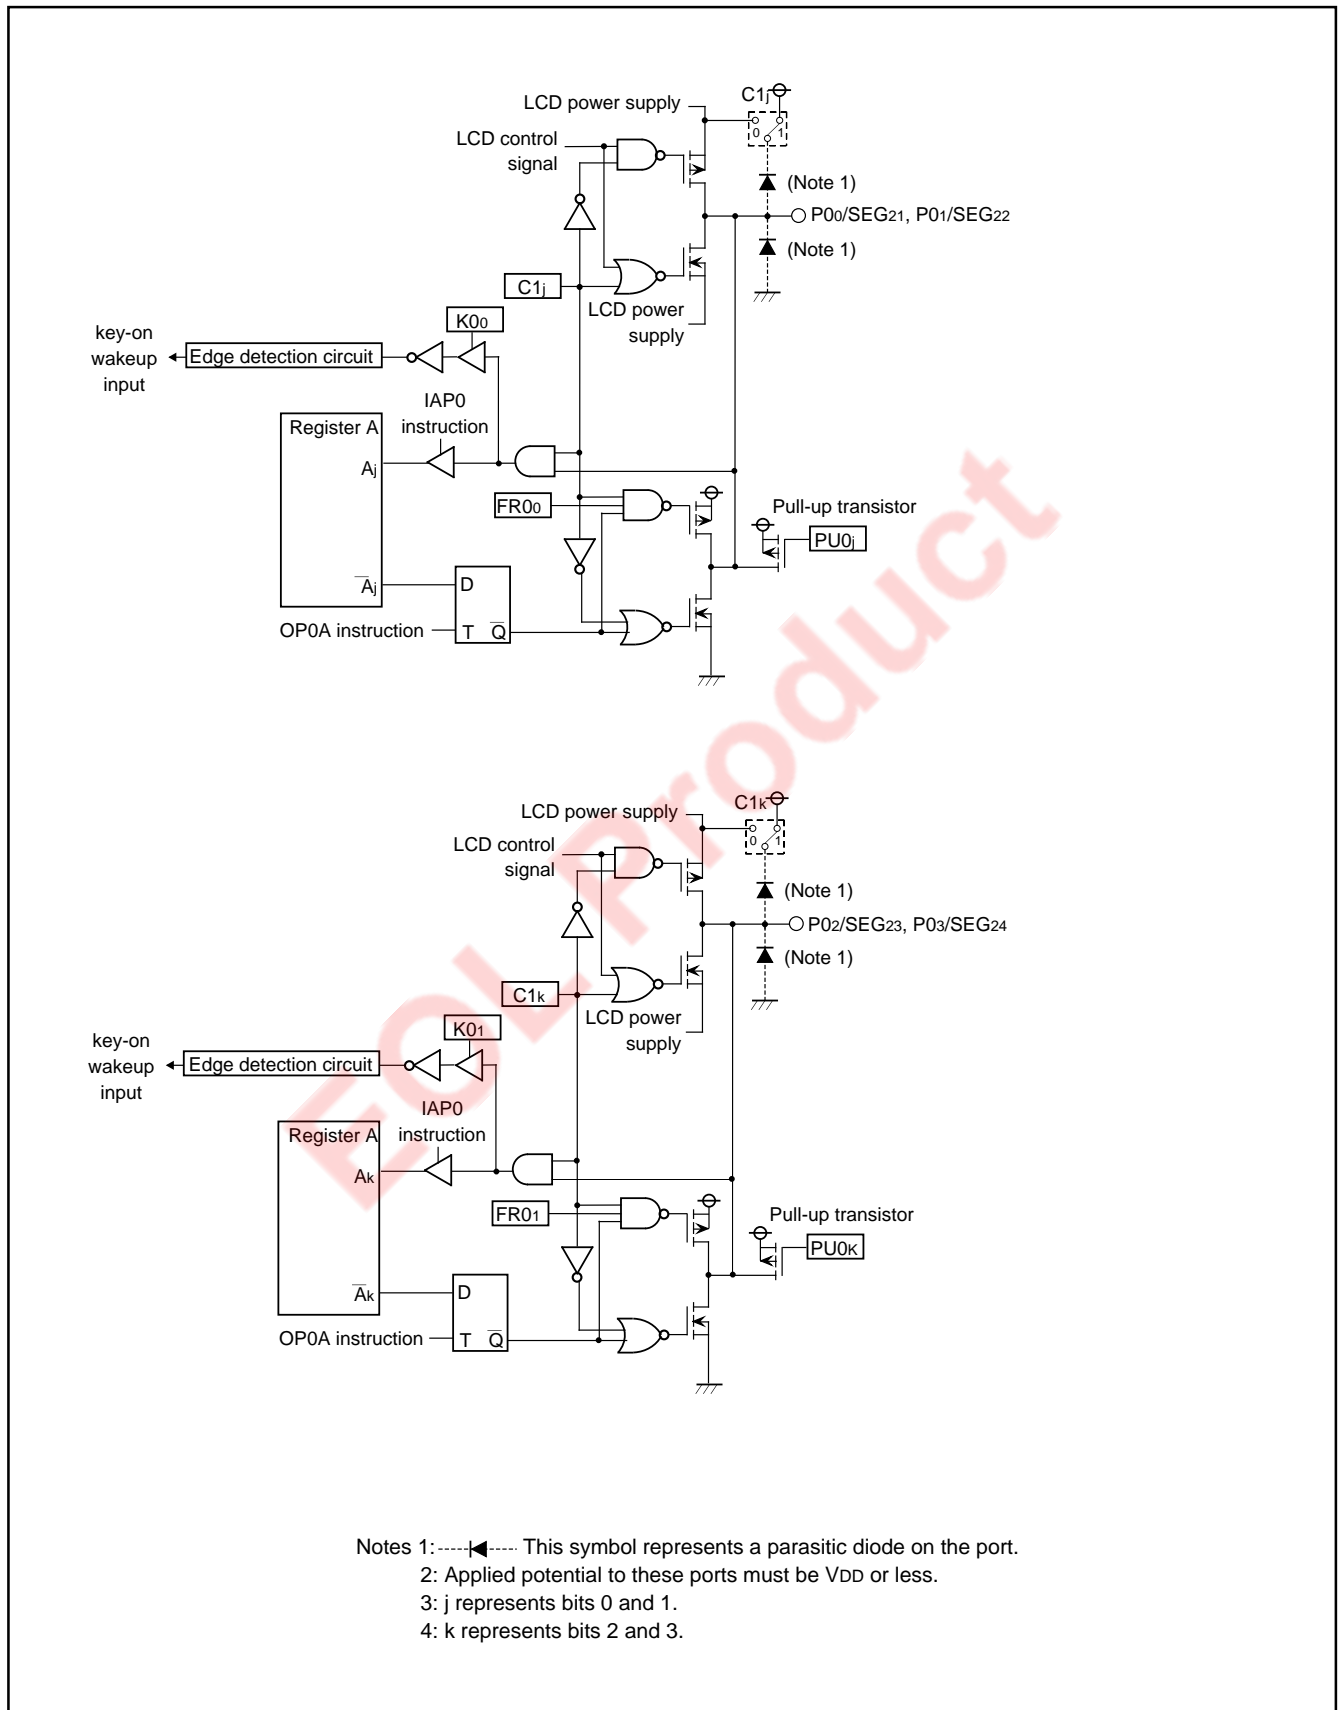 LCD power supply
C1j
0 1
LCD control
signal
(Note 1)
P00/SEG21, P01/SEG22
(Note 1)
C1j
LCD power
supply
K00
key-on
wakeup
input
Edge detection circuit
IAP0
instruction
Register A
Aj
FR00
Pull-up transistor
PU0j
A̅j
D
OP0A instruction
T Q̅
LCD power supply
C1k
0 1
LCD control
signal
(Note 1)
P02/SEG23, P03/SEG24
(Note 1)
C1k
LCD power
supply
K01
key-on
wakeup
input
Edge detection circuit
IAP0
instruction
Register A
Ak
FR01
Pull-up transistor
PU0K
A̅k
D
OP0A instruction
T Q̅
EOL Product
Notes 1: This symbol represents a parasitic diode on the port.
2: Applied potential to these ports must be VDD or less.
3: j represents bits 0 and 1.
4: k represents bits 2 and 3.